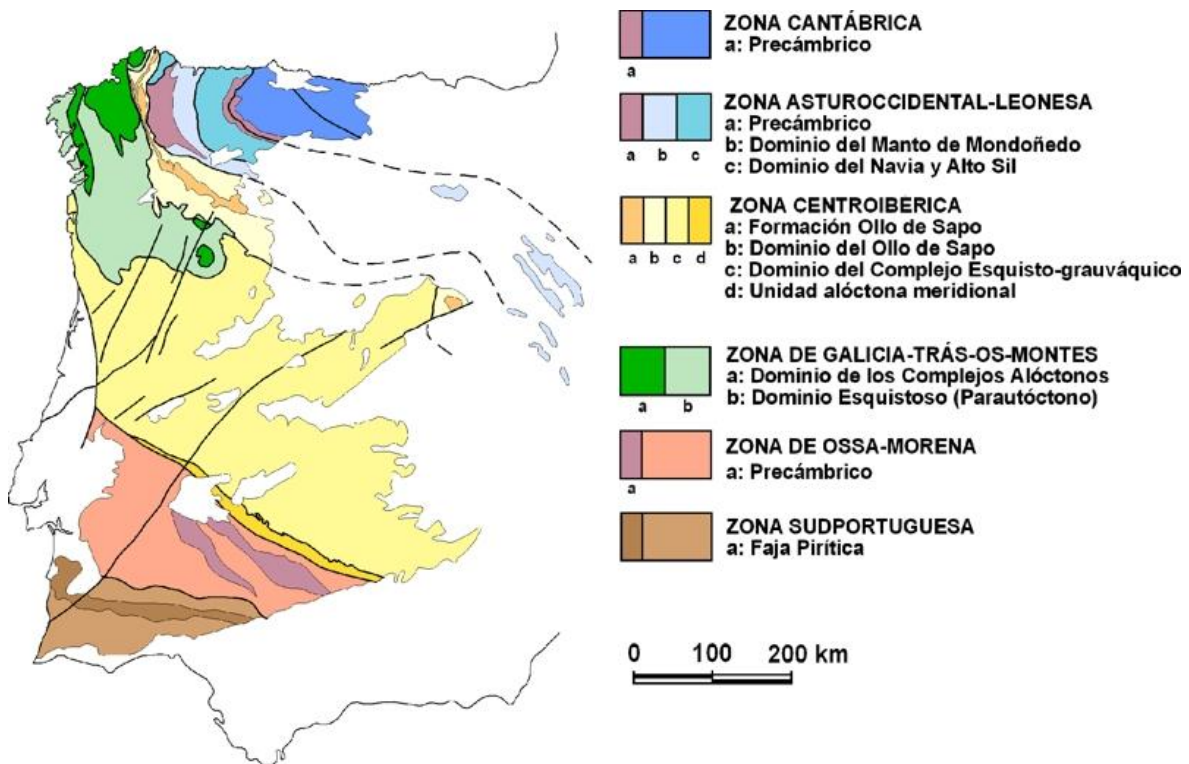 ZONA CANTÁBRICA
a: Precámbrico
a
ZONA ASTUROCCIDENTAL-LEONESA
a: Precámbrico
b: Dominio del Manto de Mondoñedo
c: Dominio del Navia y Alto Sil
a b c
ZONA CENTROIBÉRICA
a: Formación Ollo de Sapo
b: Dominio del Ollo de Sapo
c: Dominio del Complejo Esquisto-grauváquico
d: Unidad alóctona meridional
a b c d
ZONA DE GALICIA-TRÁS-OS-MONTES
a: Dominio de los Complejos Alóctonos
b: Dominio Esquistoso (Parautóctono)
a b
ZONA DE OSSA-MORENA
a: Precámbrico
a
ZONA SUDPORTUGUESA
a: Faja Pirítica
0 100 200 km